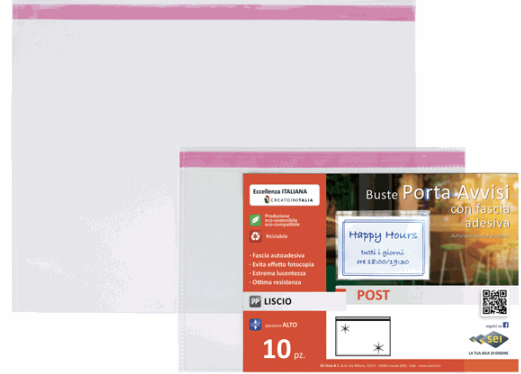 Eccellenza ITALIANA
CREATO IN ITALIA
Produzione
eco-sostenibile
eco-compatibile
Riciclabile
Buste Porta Avvisi
con fascia
adesiva
Happy Hours
tutti i giorni
ore 18:00/19:30
- Fascia autoadesiva
- Evita effetto fotocopia
- Estrema lucentezza
- Ottima resistenza
PP LISCIO
POST
spessore ALTO
10 pz.
seguici su f
sei
LA TUA IDEA DI ORDINE